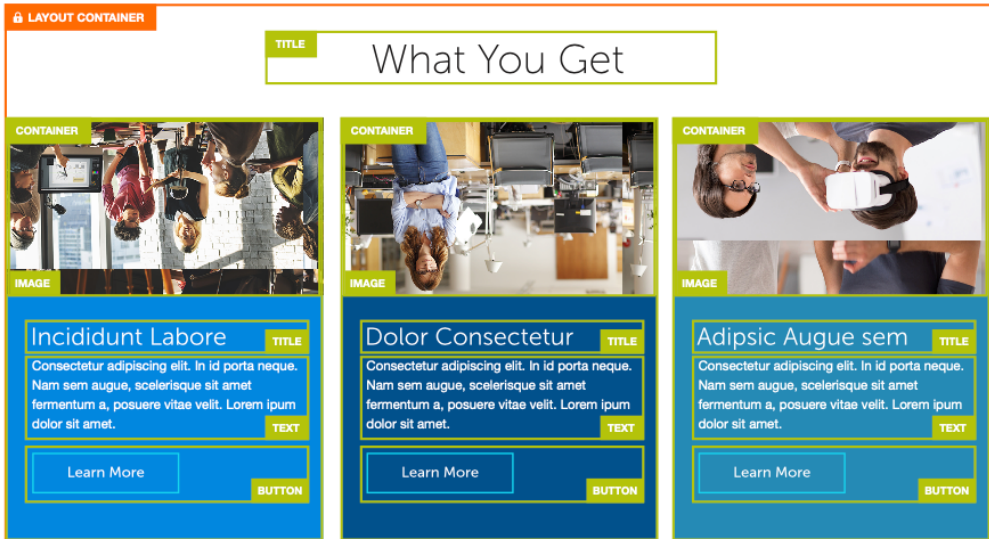 LAYOUT CONTAINER
TITLE
What You Get
CONTAINER
IMAGE
Incididunt Labore
TITLE
Consectetur adipiscing elit. In id porta neque.
Nam sem augue, scelerisque sit amet
fermentum a, posuere vitae velit. Lorem ipum
dolor sit amet.
TEXT
Learn More
BUTTON
CONTAINER
IMAGE
Dolor Consectetur
TITLE
Consectetur adipiscing elit. In id porta neque.
Nam sem augue, scelerisque sit amet
fermentum a, posuere vitae velit. Lorem ipum
dolor sit amet.
TEXT
Learn More
BUTTON
CONTAINER
IMAGE
Adipsic Augue sem
TITLE
Consectetur adipiscing elit. In id porta neque.
Nam sem augue, scelerisque sit amet
fermentum a, posuere vitae velit. Lorem ipum
dolor sit amet.
TEXT
Learn More
BUTTON